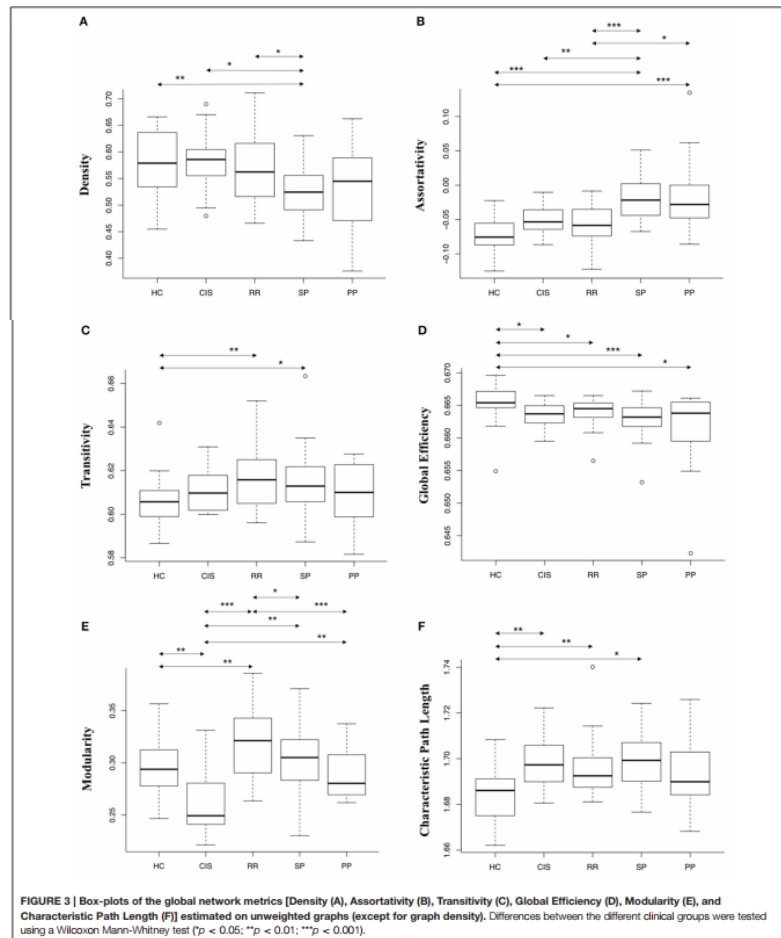 A
*
*
**
Density
0.70
0.65
0.60
0.55
0.50
0.45
0.40
HC CIS RR SP PP
B
***
*
**
***
***
Assortativity
0.10
0.05
0.00
−0.05
−0.10
HC CIS RR SP PP
C
**
*
Transitivity
0.66
0.64
0.62
0.60
0.58
HC CIS RR SP PP
D
*
*
***
*
Global Efficiency
0.670
0.665
0.660
0.655
0.650
0.645
HC CIS RR SP PP
E
*
*** ***
**
**
**
**
Modularity
0.35
0.30
0.25
HC CIS RR SP PP
F
**
**
*
Characteristic Path Length
1.74
1.72
1.70
1.68
1.66
HC CIS RR SP PP
FIGURE 3 | Box-plots of the global network metrics [Density (A), Assortativity (B), Transitivity (C), Global Efficiency (D), Modularity (E), and
Characteristic Path Length (F)] estimated on unweighted graphs (except for graph density). Differences between the different clinical groups were tested
using a Wilcoxon Mann-Whitney test (*p < 0.05; **p < 0.01; ***p < 0.001).